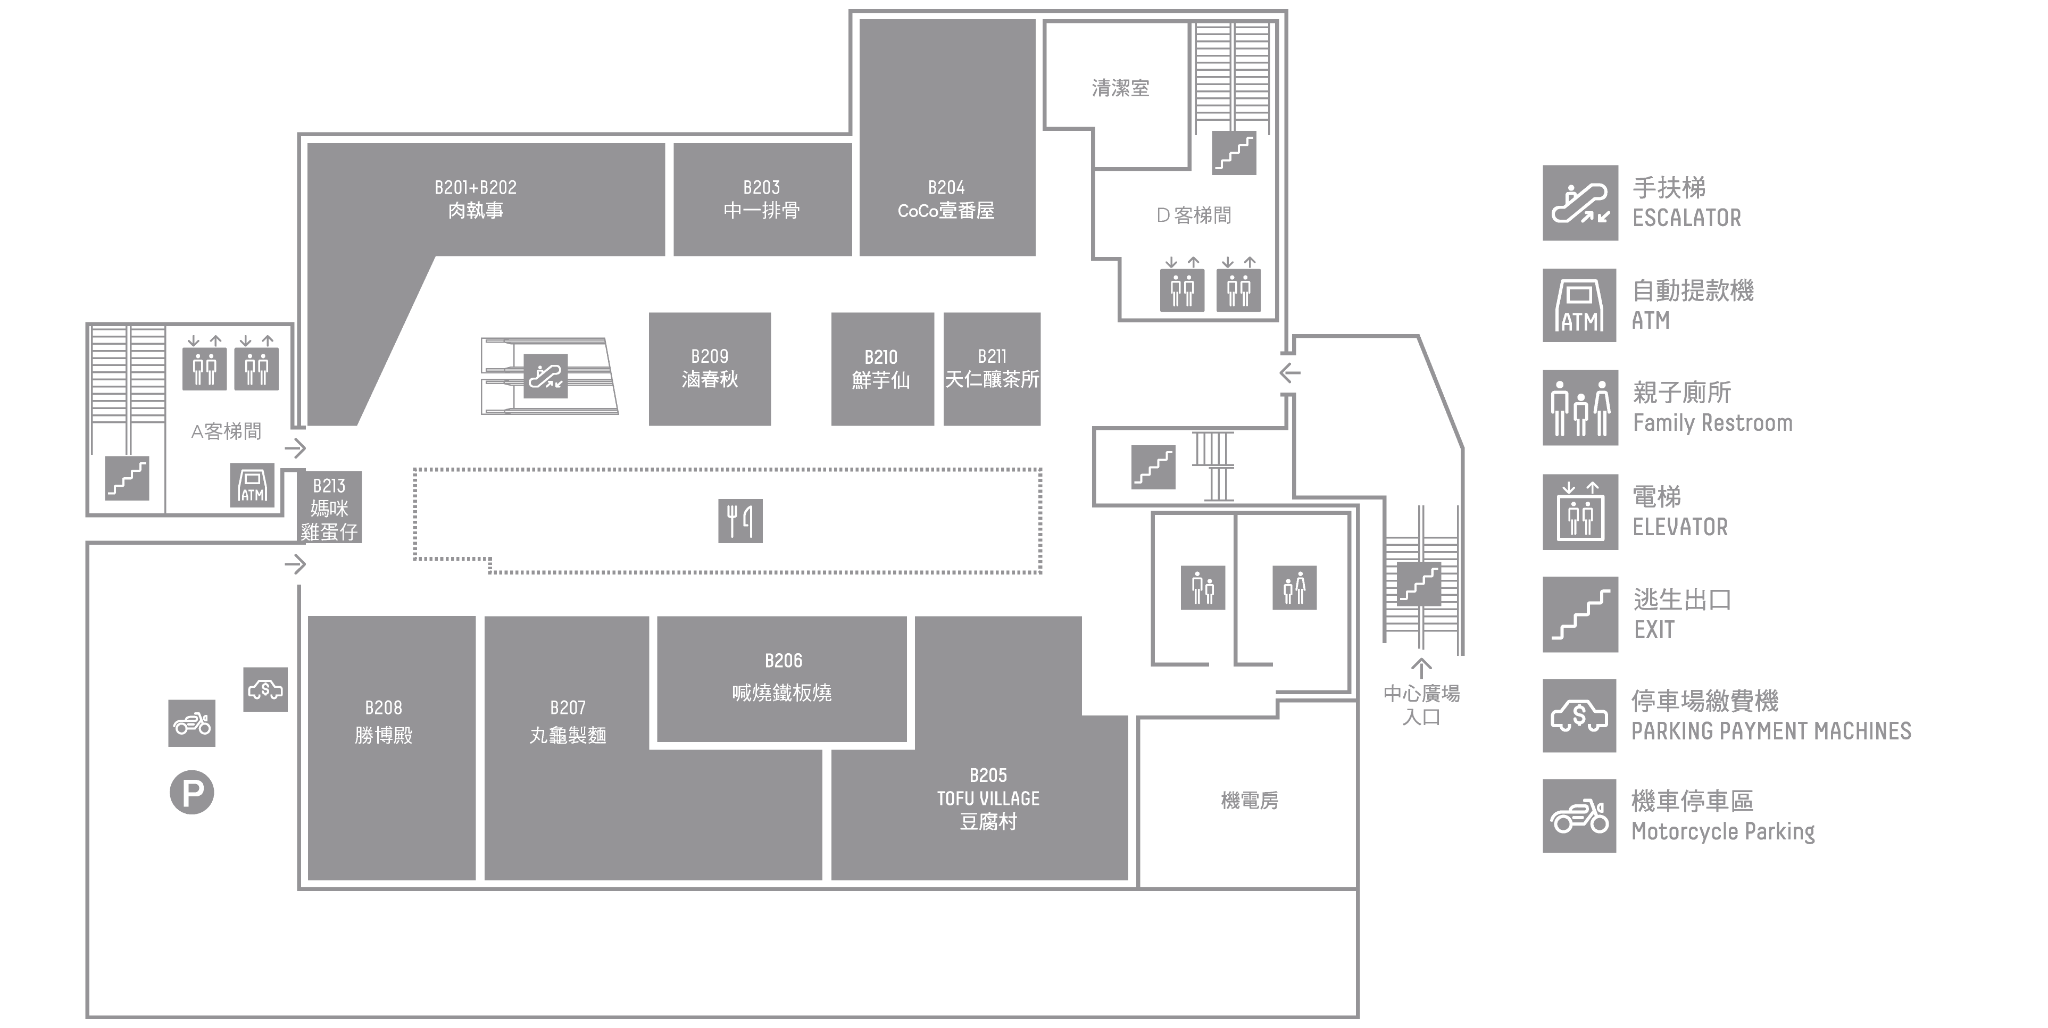 B201+B202
肉執事
B203
中一排骨
B204
CoCo壹番屋
清潔室
D客梯間
B209
滷春秋
B210
鮮芋仙
B211
天仁釀茶所
A客梯間
ATM
B213
媽咪
雞蛋仔
B208
勝博殿
B207
丸龜製麵
B206
喊燒鐵板燒
B205
TOFU VILLAGE
豆腐村
機電房
中心廣場
入口
$
P
手扶梯
ESCALATOR
ATM
自動提款機
ATM
親子廁所
Family Restroom
電梯
ELEVATOR
逃生出口
EXIT
$
停車場繳費機
PARKING PAYMENT MACHINES
機車停車區
Motorcycle Parking